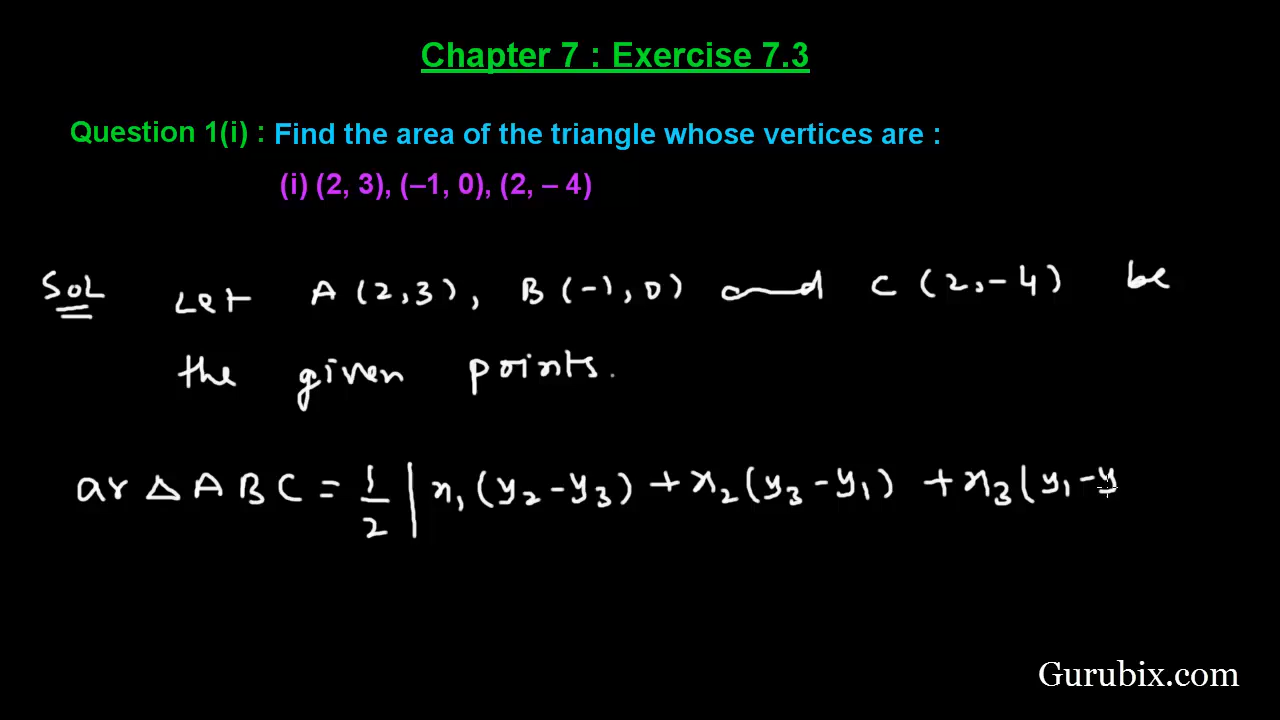 Chapter 7 : Exercise 7.3
Question 1(i) : Find the area of the triangle whose vertices are :
(i) (2, 3), (–1, 0), (2, – 4)
Sol Let A (2,3), B (-1,0) and C (2,-4) be
the given points.
ar △ A B C = 1/2 | x₁ (y₂ - y₃) + x₂ (y₃ - y₁) + x₃ (y₁ - y
Gurubix.com